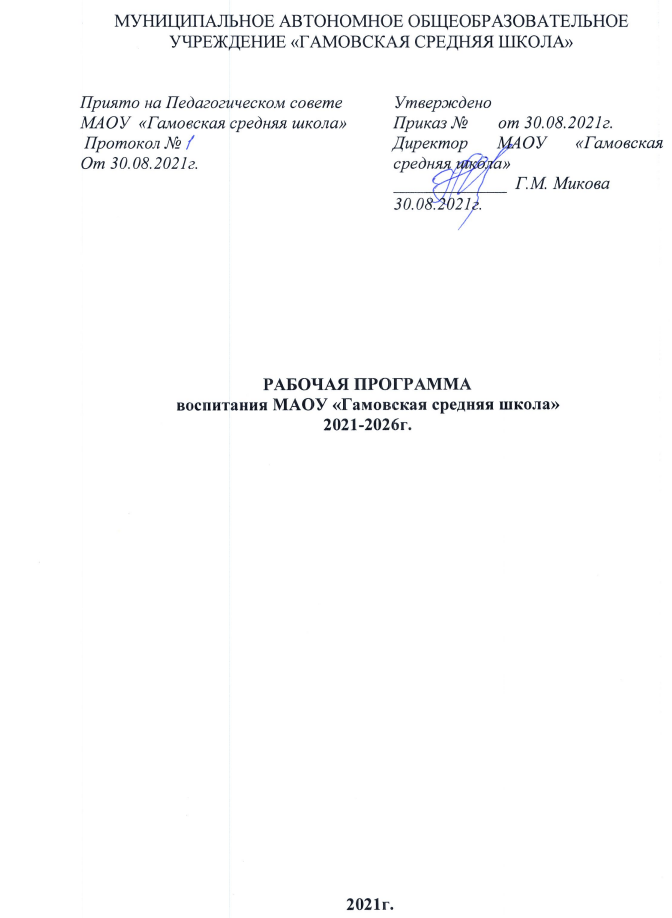 МУНИЦИПАЛЬНОЕ АВТОНОМНОЕ ОБЩЕОБРАЗОВАТЕЛЬНОЕ
УЧРЕЖДЕНИЕ «ГАМОВСКАЯ СРЕДНЯЯ ШКОЛА»
Приято на Педагогическом совете
МАОУ «Гамовская средняя школа»
Протокол № 1
От 30.08.2021г.
Утверждено
Приказ № от 30.08.2021г.
Директор МАОУ «Гамовская
средняя школа»
_____________ Г.М. Микова
30.08.2021г.
РАБОЧАЯ ПРОГРАММА
воспитания МАОУ «Гамовская средняя школа»
2021-2026г.
2021г.